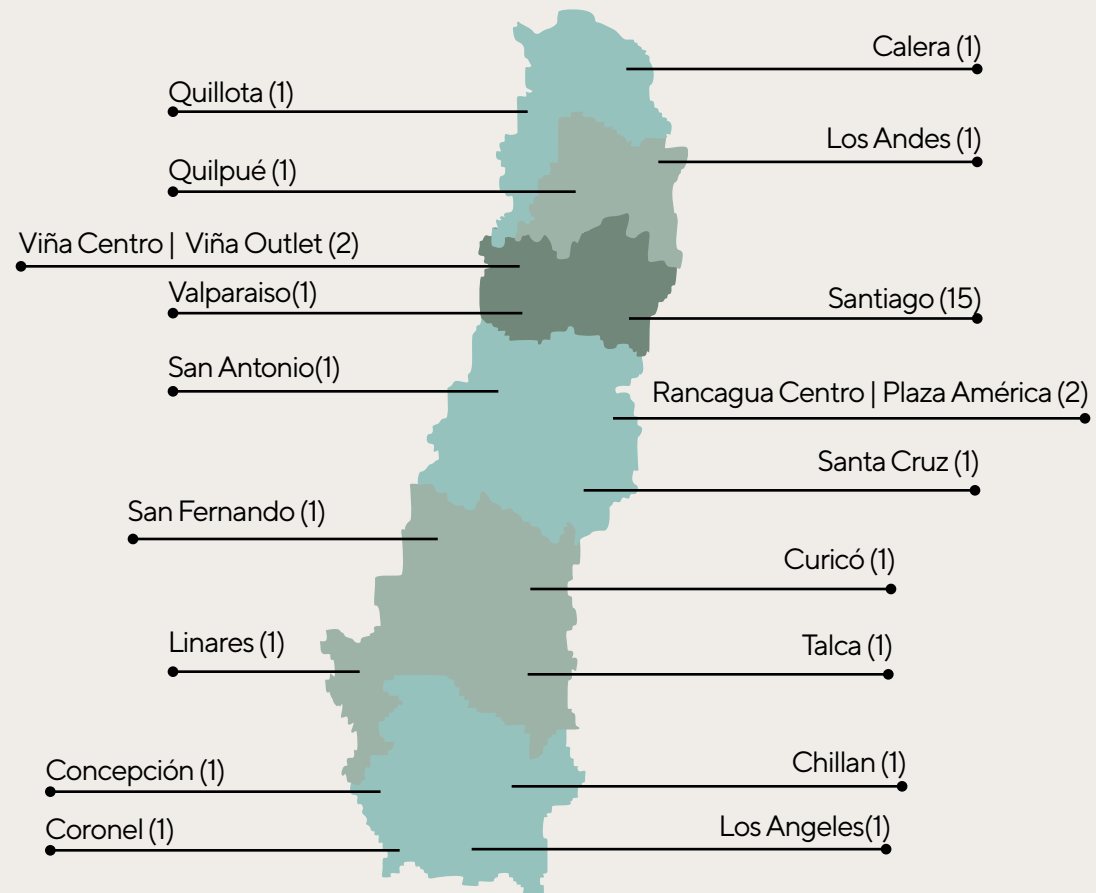 Calera (1)
Quillota (1)
Los Andes (1)
Quilpué (1)
Viña Centro | Viña Outlet (2)
Valparaiso(1)
Santiago (15)
San Antonio(1)
Rancagua Centro | Plaza América (2)
Santa Cruz (1)
San Fernando (1)
Curicó (1)
Linares (1)
Talca (1)
Concepción (1)
Chillan (1)
Coronel (1)
Los Angeles(1)